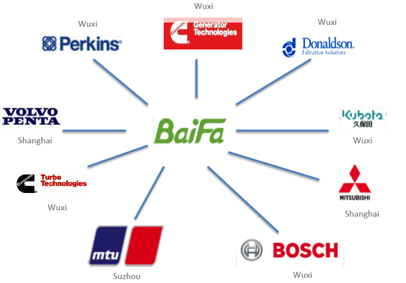 Wuxi
Wuxi
Wuxi
Perkins
Generator
Technologies
Donaldson.
Filtration Solutions
VOLVO
PENTA
Shanghai
BaiFa
Kubota
久保田
Wuxi
Turbo
Technologies
Wuxi
MITSUBISHI
Shanghai
mtu
Suzhou
BOSCH
Wuxi